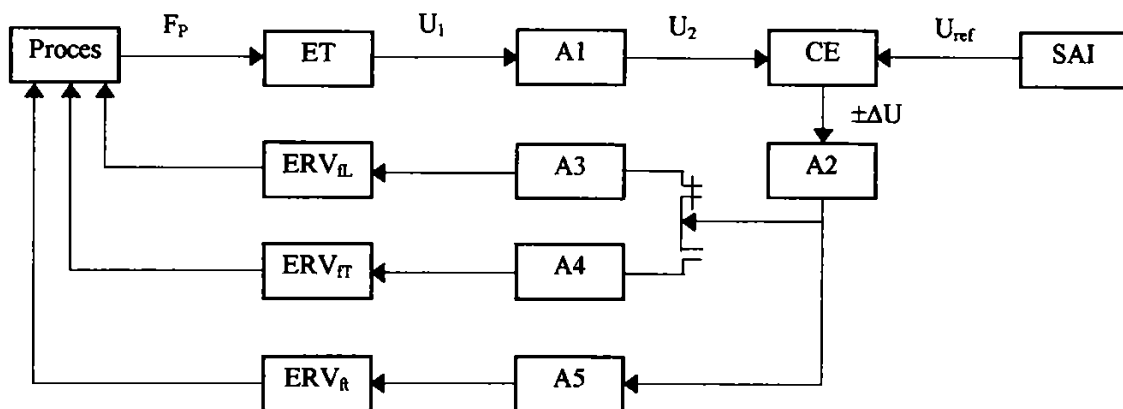 F_P U_1 U_2 U_ref
Proces ET A1 CE SAI
±ΔU
ERV_fL A3 A2
ERV_fT A4
ERV_ft A5